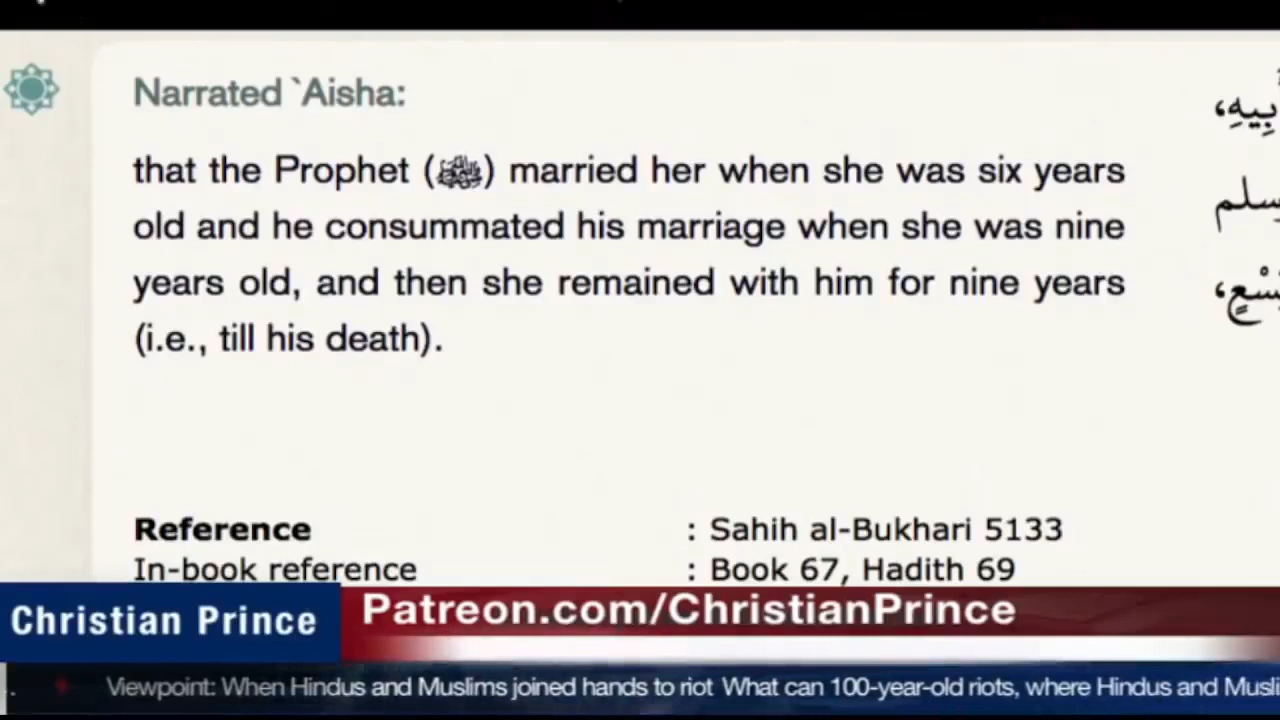 Narrated `Aisha:
that the Prophet (ﷺ) married her when she was six years
old and he consummated his marriage when she was nine
years old, and then she remained with him for nine years
(i.e., till his death).
Reference : Sahih al-Bukhari 5133
In-book reference : Book 67, Hadith 69
Christian Prince
Patreon.com/ChristianPrince
Viewpoint: When Hindus and Muslims joined hands to riot What can 100-year-old riots, where Hindus and Musli